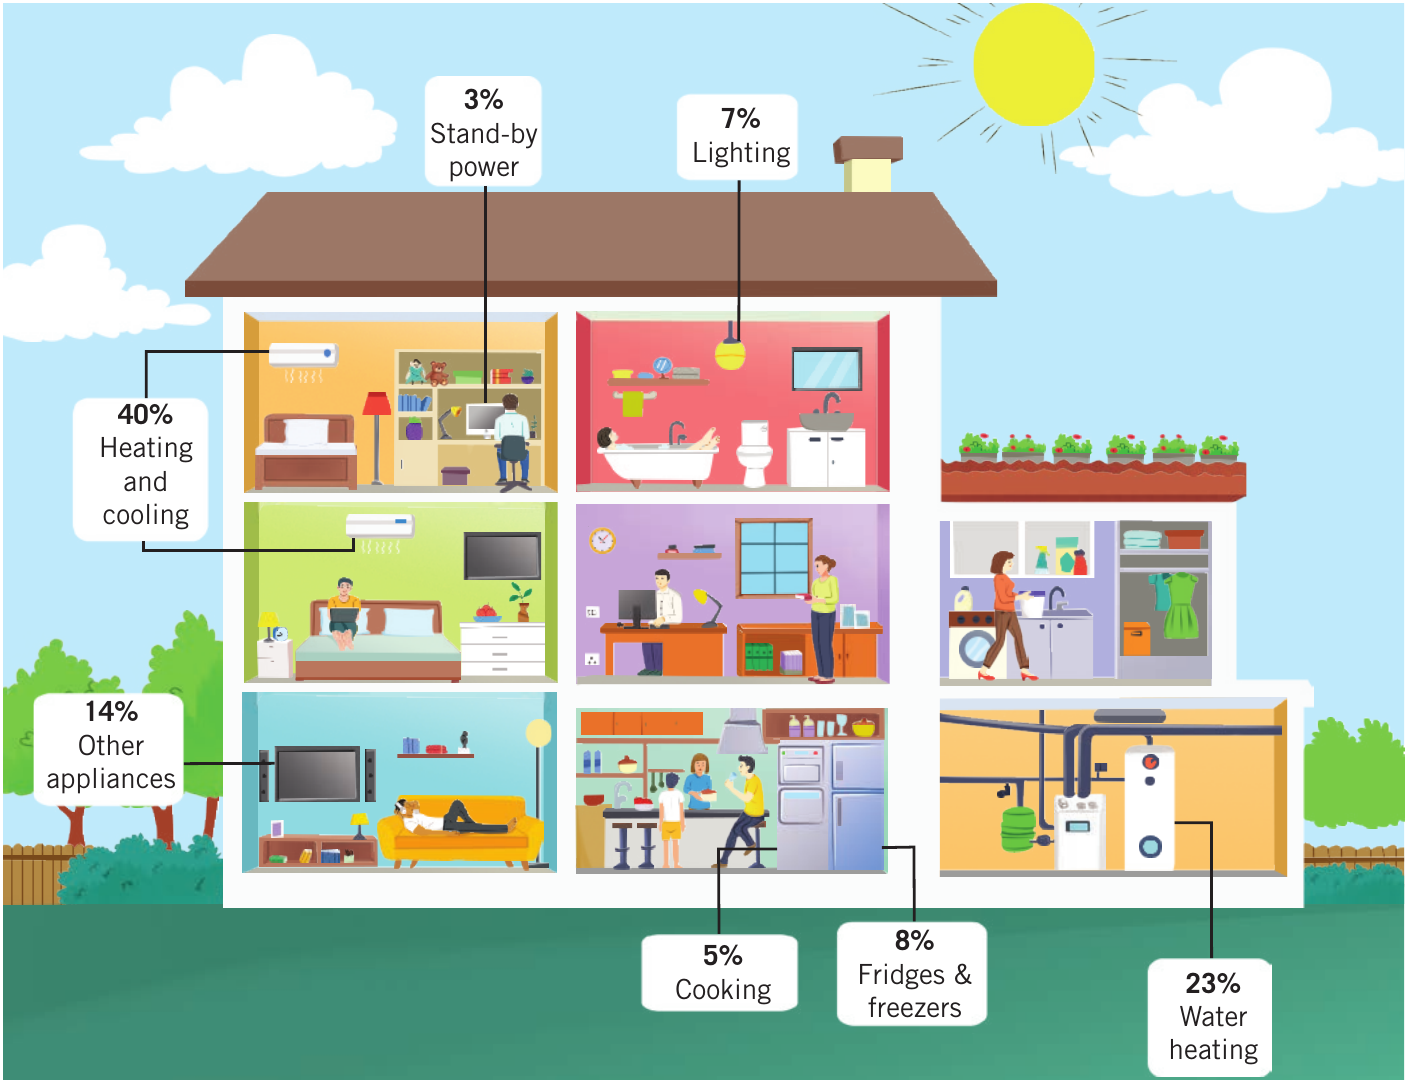 3%
Stand-by
power
7%
Lighting
40%
Heating
and
cooling
14%
Other
appliances
5%
Cooking
8%
Fridges &
freezers
23%
Water
heating